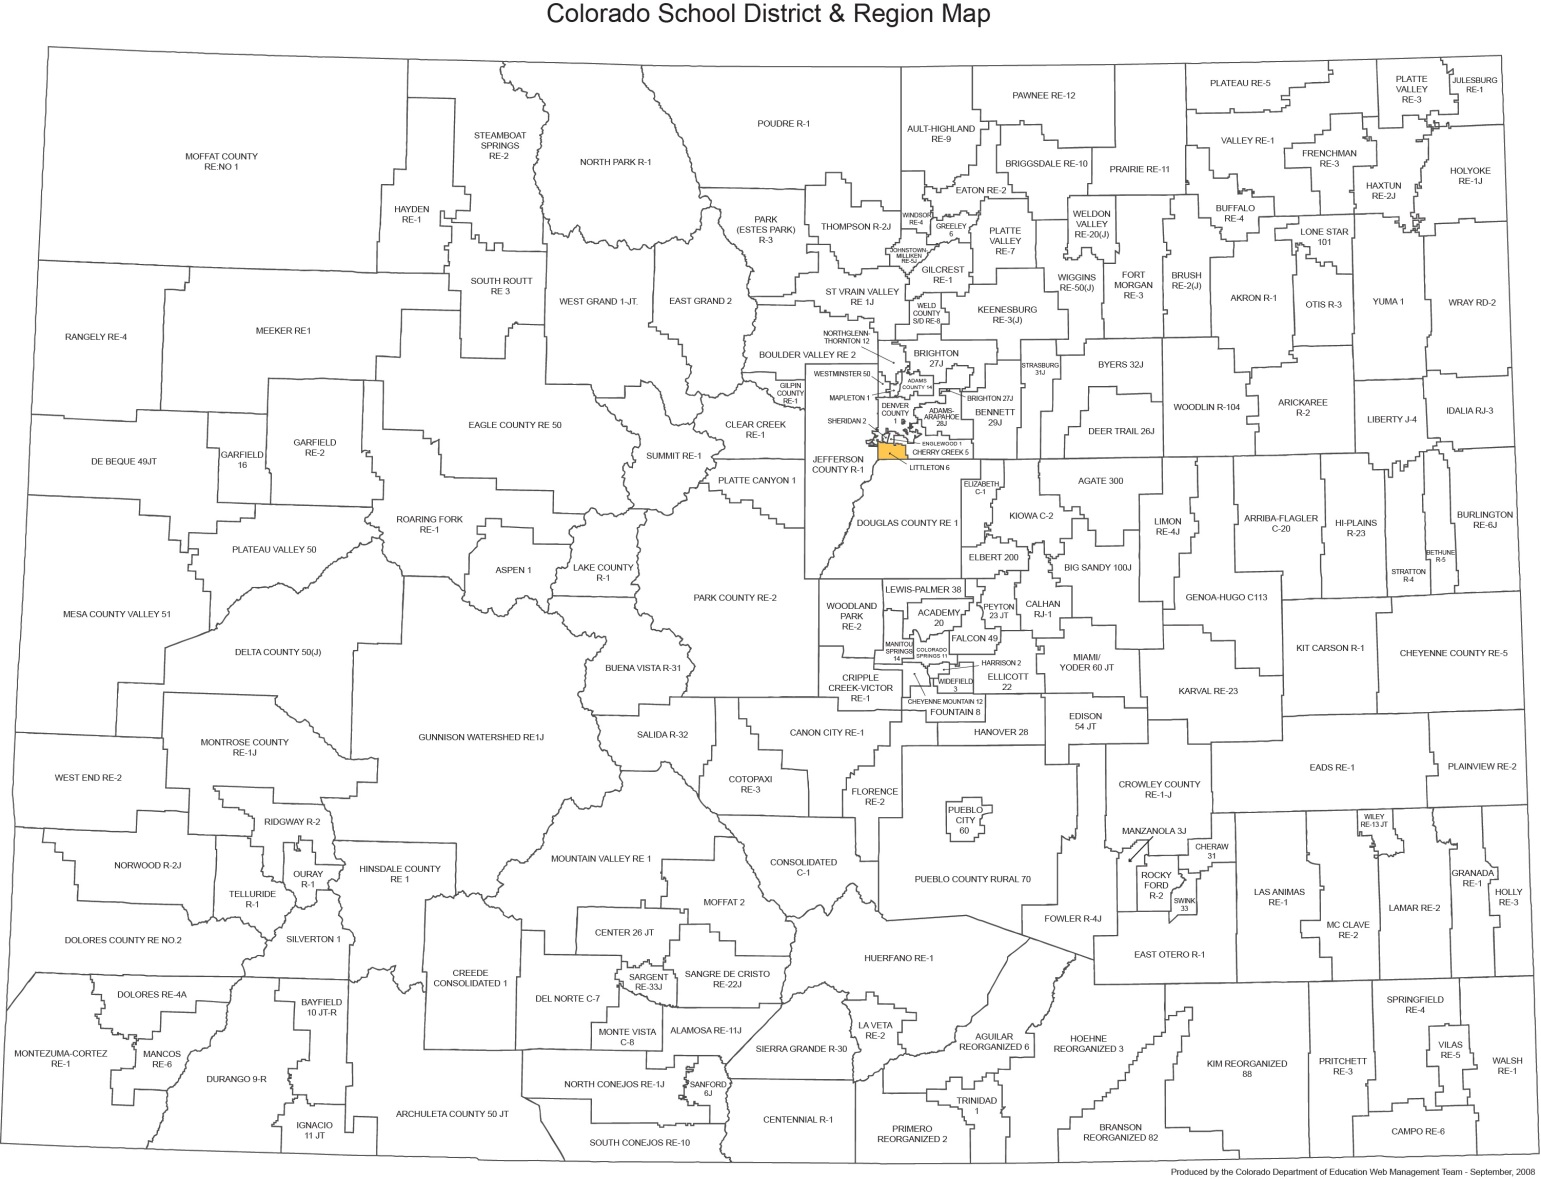 Colorado School District & Region Map
MOFFAT COUNTY
RE:NO 1
HAYDEN
RE-1
STEAMBOAT
SPRINGS
RE-2
NORTH PARK R-1
POUDRE R-1
AULT-HIGHLAND
RE-9
PAWNEE RE-12
BRIGGSDALE RE-10
PRAIRIE RE-11
PLATEAU RE-5
VALLEY RE-1
FRENCHMAN
RE-3
PLATTE
VALLEY
RE-3
JULESBURG
RE-1
HAXTUN
RE-2J
HOLYOKE
RE-1J
BUFFALO
RE-4
LONE STAR
101
EATON RE-2
PARK
(ESTES PARK)
R-3
THOMPSON R-2J
WINDSOR
RE-4
GREELEY
6
PLATTE
VALLEY
RE-7
WELDON
VALLEY
RE-20(J)
JOHNSTOWN-
MILLIKEN
RE-5J
GILCREST
RE-1
WIGGINS
RE-50(J)
FORT
MORGAN
RE-3
BRUSH
RE-2(J)
AKRON R-1
OTIS R-3
YUMA 1
WRAY RD-2
SOUTH ROUTT
RE 3
WEST GRAND 1-JT.
EAST GRAND 2
ST VRAIN VALLEY
RE 1J
WELD
COUNTY
S/D RE-8
KEENESBURG
RE-3(J)
RANGELY RE-4
MEEKER RE1
NORTHGLENN-
THORNTON 12
BOULDER VALLEY RE 2
BRIGHTON
27J
STRASBURG
31J
BYERS 32J
WESTMINSTER 50
ADAMS
COUNTY 14
GILPIN
COUNTY
RE-1
MAPLETON 1
BRIGHTON 27J
DENVER
COUNTY
1
ADAMS-
ARAPAHOE
28J
BENNETT
29J
SHERIDAN 2
DEER TRAIL 26J
WOODLIN R-104
ARICKAREE
R-2
LIBERTY J-4
IDALIA RJ-3
EAGLE COUNTY RE 50
CLEAR CREEK
RE-1
ENGLEWOOD 1
CHERRY CREEK 5
LITTLETON 6
JEFFERSON
COUNTY R-1
DE BEQUE 49JT
GARFIELD
16
GARFIELD
RE-2
SUMMIT RE-1
PLATTE CANYON 1
ELIZABETH
C-1
AGATE 300
KIOWA C-2
DOUGLAS COUNTY RE 1
LIMON
RE-4J
ARRIBA-FLAGLER
C-20
HI-PLAINS
R-23
STRATTON
R-4
BETHUNE
R-5
BURLINGTON
RE-6J
ROARING FORK
RE-1
PLATEAU VALLEY 50
ASPEN 1
LAKE COUNTY
R-1
ELBERT 200
BIG SANDY 100J
PARK COUNTY RE-2
LEWIS-PALMER 38
WOODLAND
PARK
RE-2
ACADEMY
20
PEYTON
23 JT
CALHAN
RJ-1
GENOA-HUGO C113
MESA COUNTY VALLEY 51
DELTA COUNTY 50(J)
BUENA VISTA R-31
MANITOU
SPRINGS
14
COLORADO
SPRINGS 11
FALCON 49
HARRISON 2
MIAMI/
YODER 60 JT
KIT CARSON R-1
CHEYENNE COUNTY RE-5
CRIPPLE
CREEK-VICTOR
RE-1
WIDEFIELD
3
ELLICOTT
22
KARVAL RE-23
CHEYENNE MOUNTAIN 12
FOUNTAIN 8
EDISON
54 JT
HANOVER 28
GUNNISON WATERSHED RE1J
SALIDA R-32
CANON CITY RE-1
MONTROSE COUNTY
RE-1J
WEST END RE-2
COTOPAXI
RE-3
FLORENCE
RE-2
EADS RE-1
PLAINVIEW RE-2
CROWLEY COUNTY
RE-1-J
PUEBLO
CITY
60
RIDGWAY R-2
MANZANOLA 3J
WILEY
RE-13 JT
CHERAW
31
NORWOOD R-2J
HINSDALE COUNTY
RE 1
MOUNTAIN VALLEY RE 1
CONSOLIDATED
C-1
PUEBLO COUNTY RURAL 70
ROCKY
FORD
R-2
SWINK
33
OURAY
R-1
TELLURIDE
R-1
MOFFAT 2
LAS ANIMAS
RE-1
LAMAR RE-2
GRANADA
RE-1
HOLLY
RE-3
FOWLER R-4J
MC CLAVE
RE-2
CENTER 26 JT
DOLORES COUNTY RE NO.2
SILVERTON 1
HUERFANO RE-1
EAST OTERO R-1
CREEDE
CONSOLIDATED 1
SARGENT
RE-33J
SANGRE DE CRISTO
RE-22J
DOLORES RE-4A
BAYFIELD
10 JT-R
DEL NORTE C-7
SPRINGFIELD
RE-4
MONTE VISTA
C-8
ALAMOSA RE-11J
LA VETA
RE-2
AGUILAR
REORGANIZED 6
HOEHNE
REORGANIZED 3
SIERRA GRANDE R-30
MONTEZUMA-CORTEZ
RE-1
MANCOS
RE-6
DURANGO 9-R
KIM REORGANIZED
88
PRITCHETT
RE-3
VILAS
RE-5
WALSH
RE-1
NORTH CONEJOS RE-1J
SANFORD
6J
TRINIDAD
1
ARCHULETA COUNTY 50 JT
CENTENNIAL R-1
IGNACIO
11 JT
PRIMERO
REORGANIZED 2
BRANSON
REORGANIZED 82
CAMPO RE-6
SOUTH CONEJOS RE-10
Produced by the Colorado Department of Education Web Management Team - September, 2008